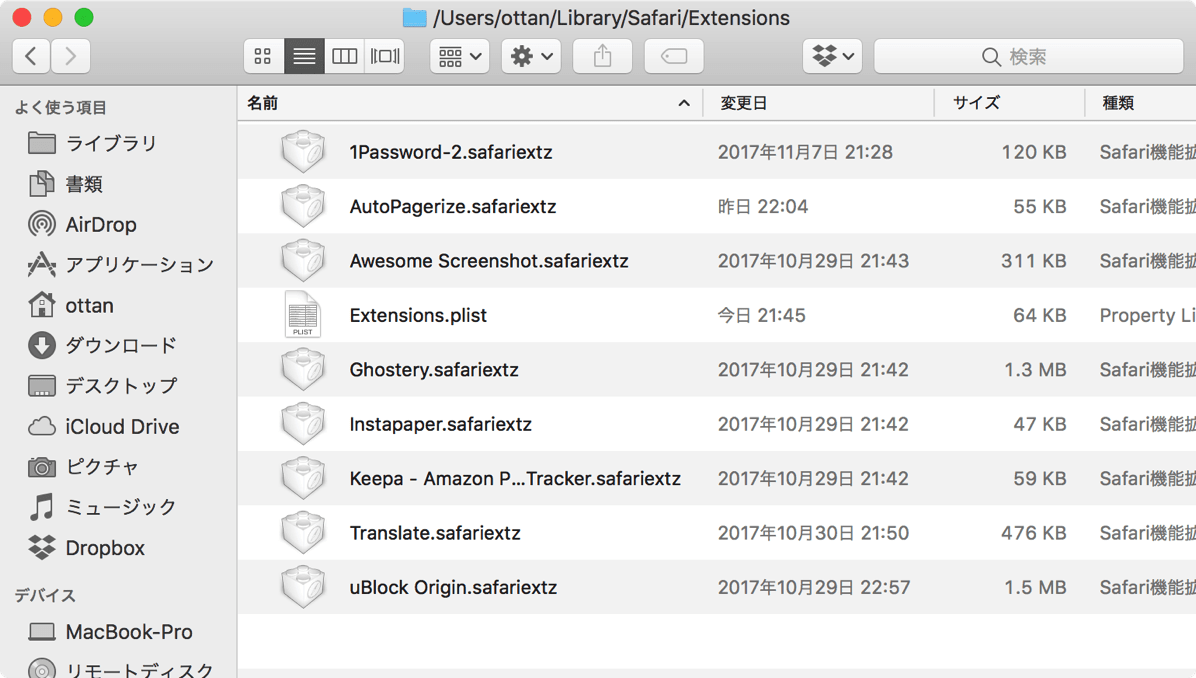 /Users/ottan/Library/Safari/Extensions
検索
よく使う項目
ライブラリ
書類
AirDrop
アプリケーション
ottan
ダウンロード
デスクトップ
iCloud Drive
ピクチャ
ミュージック
Dropbox
デバイス
MacBook-Pro
リモートディスク
名前 変更日 サイズ 種類
1Password-2.safariextz 2017年11月7日 21:28 120 KB Safari機能拡
AutoPagerize.safariextz 昨日 22:04 55 KB Safari機能拡
Awesome Screenshot.safariextz 2017年10月29日 21:43 311 KB Safari機能拡
PLIST
Extensions.plist 今日 21:45 64 KB Property Li
Ghostery.safariextz 2017年10月29日 21:42 1.3 MB Safari機能拡
Instapaper.safariextz 2017年10月29日 21:42 47 KB Safari機能拡
Keepa - Amazon P...Tracker.safariextz 2017年10月29日 21:42 59 KB Safari機能拡
Translate.safariextz 2017年10月30日 21:50 476 KB Safari機能拡
uBlock Origin.safariextz 2017年10月29日 22:57 1.5 MB Safari機能拡